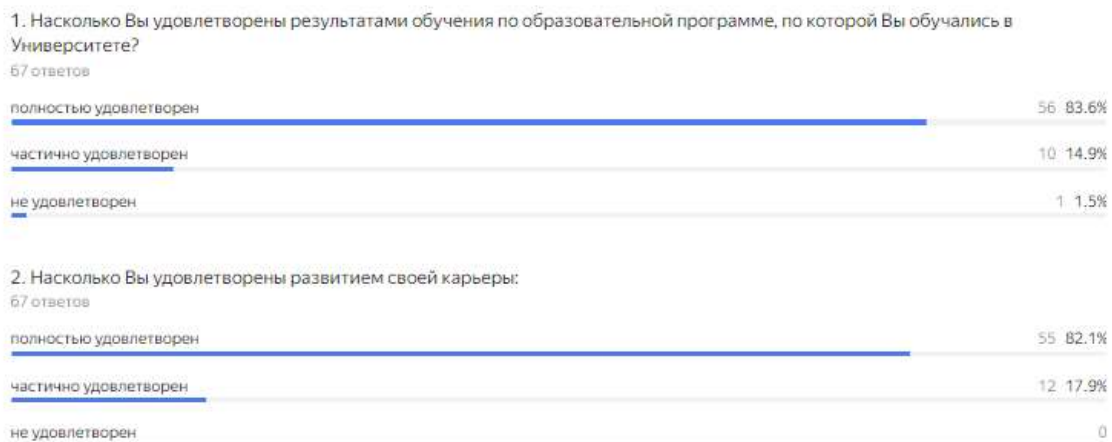 1. Насколько Вы удовлетворены результатами обучения по образовательной программе, по которой Вы обучались в
Университете?
67 ответов
полностью удовлетворен 56 83.6%
частично удовлетворен 10 14.9%
не удовлетворен 1 1.5%
2. Насколько Вы удовлетворены развитием своей карьеры:
67 ответов
полностью удовлетворен 55 82.1%
частично удовлетворен 12 17.9%
не удовлетворен 0